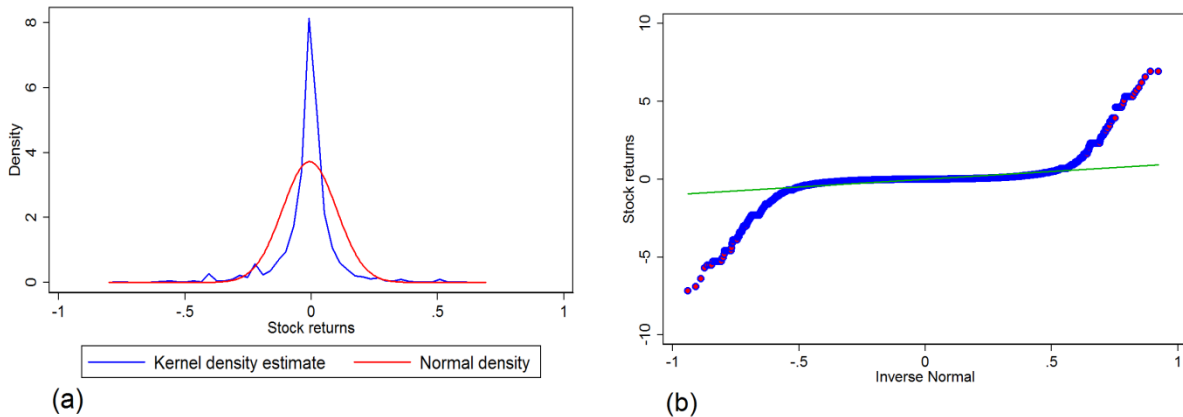 8
6
4
2
0
Density
-1
-.5
0
.5
1
Stock returns
Kernel density estimate
Normal density
(a)
10
5
0
-5
-10
Stock returns
-1
-.5
0
.5
1
Inverse Normal
(b)